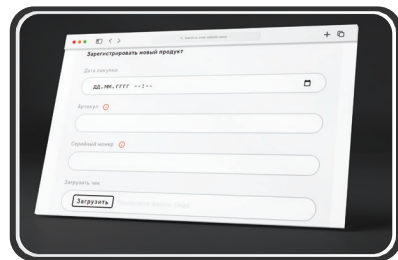 Зарегистрировать новый продукт
Дата покупки
ДД.ММ.ГГГГ --:--
Артикул
Серийный номер
Загрузить чек
Загрузить